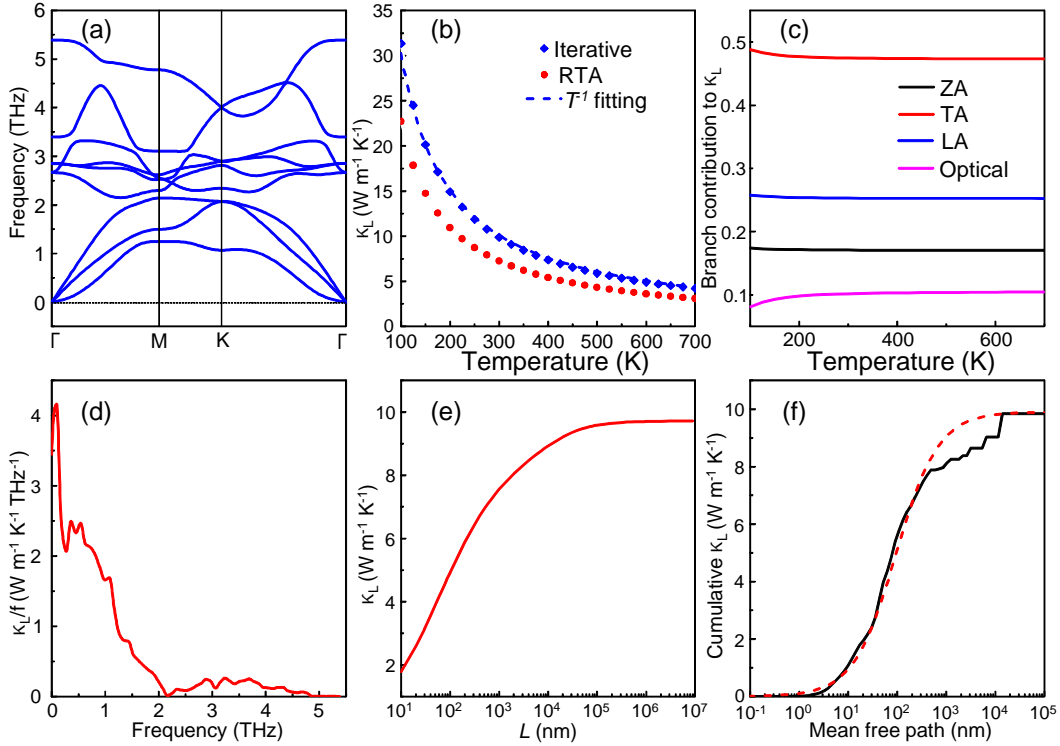 (a)
Frequency (THz)
6
5
4
3
2
1
0
Γ M K Γ
(b)
κL (W m-1 K-1)
40
35
30
25
20
15
10
5
0
Iterative
RTA
T-1 fitting
100 200 300 400 500 600 700
Temperature (K)
(c)
Branch contribution to κL
0.5
0.4
0.3
0.2
0.1
ZA
TA
LA
Optical
200 400 600
Temperature (K)
(d)
κL/f (W m-1 K-1 THz-1)
4
3
2
1
0
0 1 2 3 4 5
Frequency (THz)
(e)
κL (W m-1 K-1)
10
8
6
4
2
10^1 10^2 10^3 10^4 10^5 10^6 10^7
L (nm)
(f)
Cumulative κL (W m-1 K-1)
10
8
6
4
2
0
10^-1 10^0 10^1 10^2 10^3 10^4 10^5
Mean free path (nm)